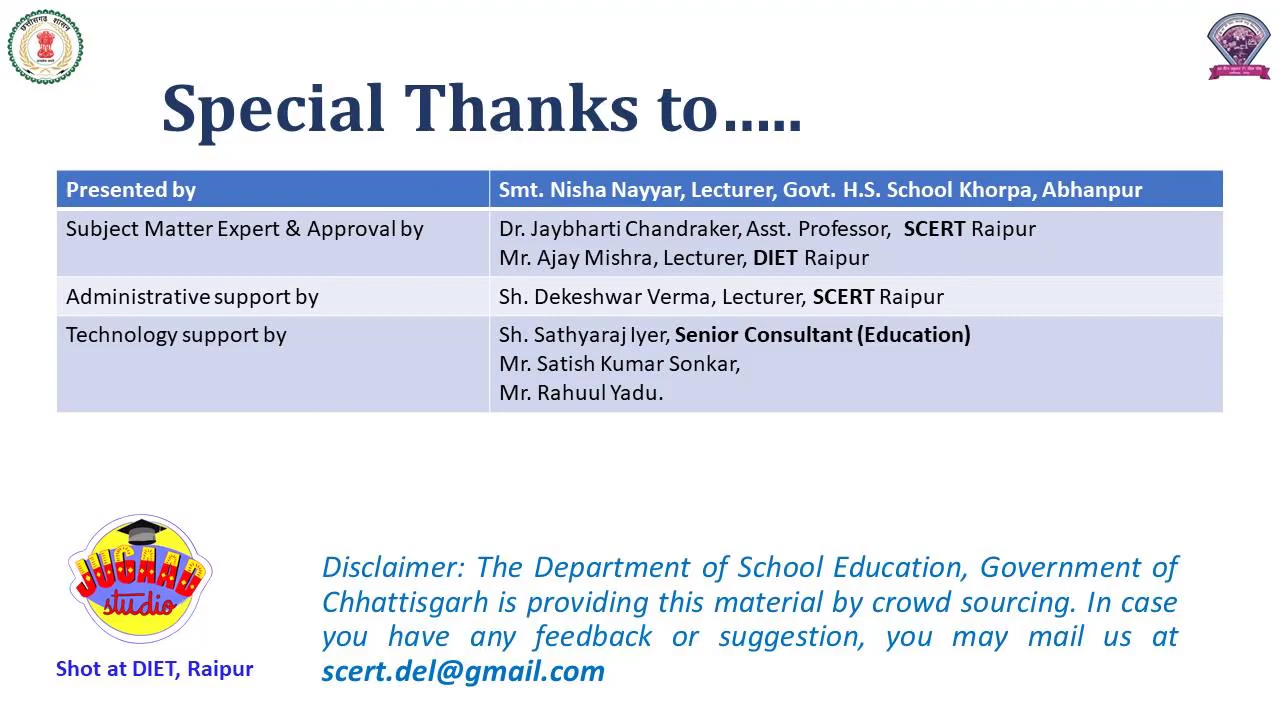 छत्तीसगढ़ शासन
Special Thanks to.....
Presented by
Smt. Nisha Nayyar, Lecturer, Govt. H.S. School Khorpa, Abhanpur
Subject Matter Expert & Approval by
Dr. Jaybharti Chandraker, Asst. Professor, SCERT Raipur
Mr. Ajay Mishra, Lecturer, DIET Raipur
Administrative support by
Sh. Dekeshwar Verma, Lecturer, SCERT Raipur
Technology support by
Sh. Sathyaraj Iyer, Senior Consultant (Education)
Mr. Satish Kumar Sonkar,
Mr. Rahuul Yadu.
JUGAAD
studio
Shot at DIET, Raipur
Disclaimer: The Department of School Education, Government of
Chhattisgarh is providing this material by crowd sourcing. In case
you have any feedback or suggestion, you may mail us at
scert.del@gmail.com